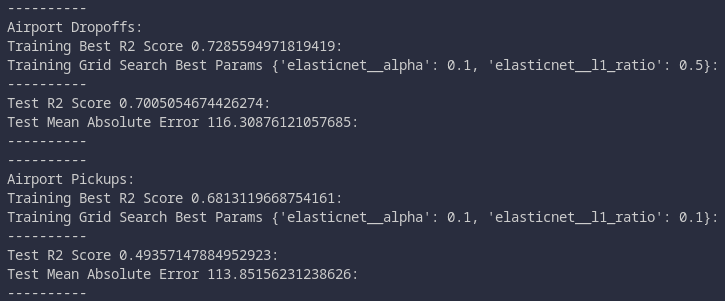 ----------
Airport Dropoffs:
Training Best R2 Score 0.7285594971819419:
Training Grid Search Best Params {'elasticnet__alpha': 0.1, 'elasticnet__l1_ratio': 0.5}:
----------
Test R2 Score 0.7005054674426274:
Test Mean Absolute Error 116.30876121057685:
----------
----------
Airport Pickups:
Training Best R2 Score 0.6813119668754161:
Training Grid Search Best Params {'elasticnet__alpha': 0.1, 'elasticnet__l1_ratio': 0.1}:
----------
Test R2 Score 0.49357147884952923:
Test Mean Absolute Error 113.85156231238626:
----------